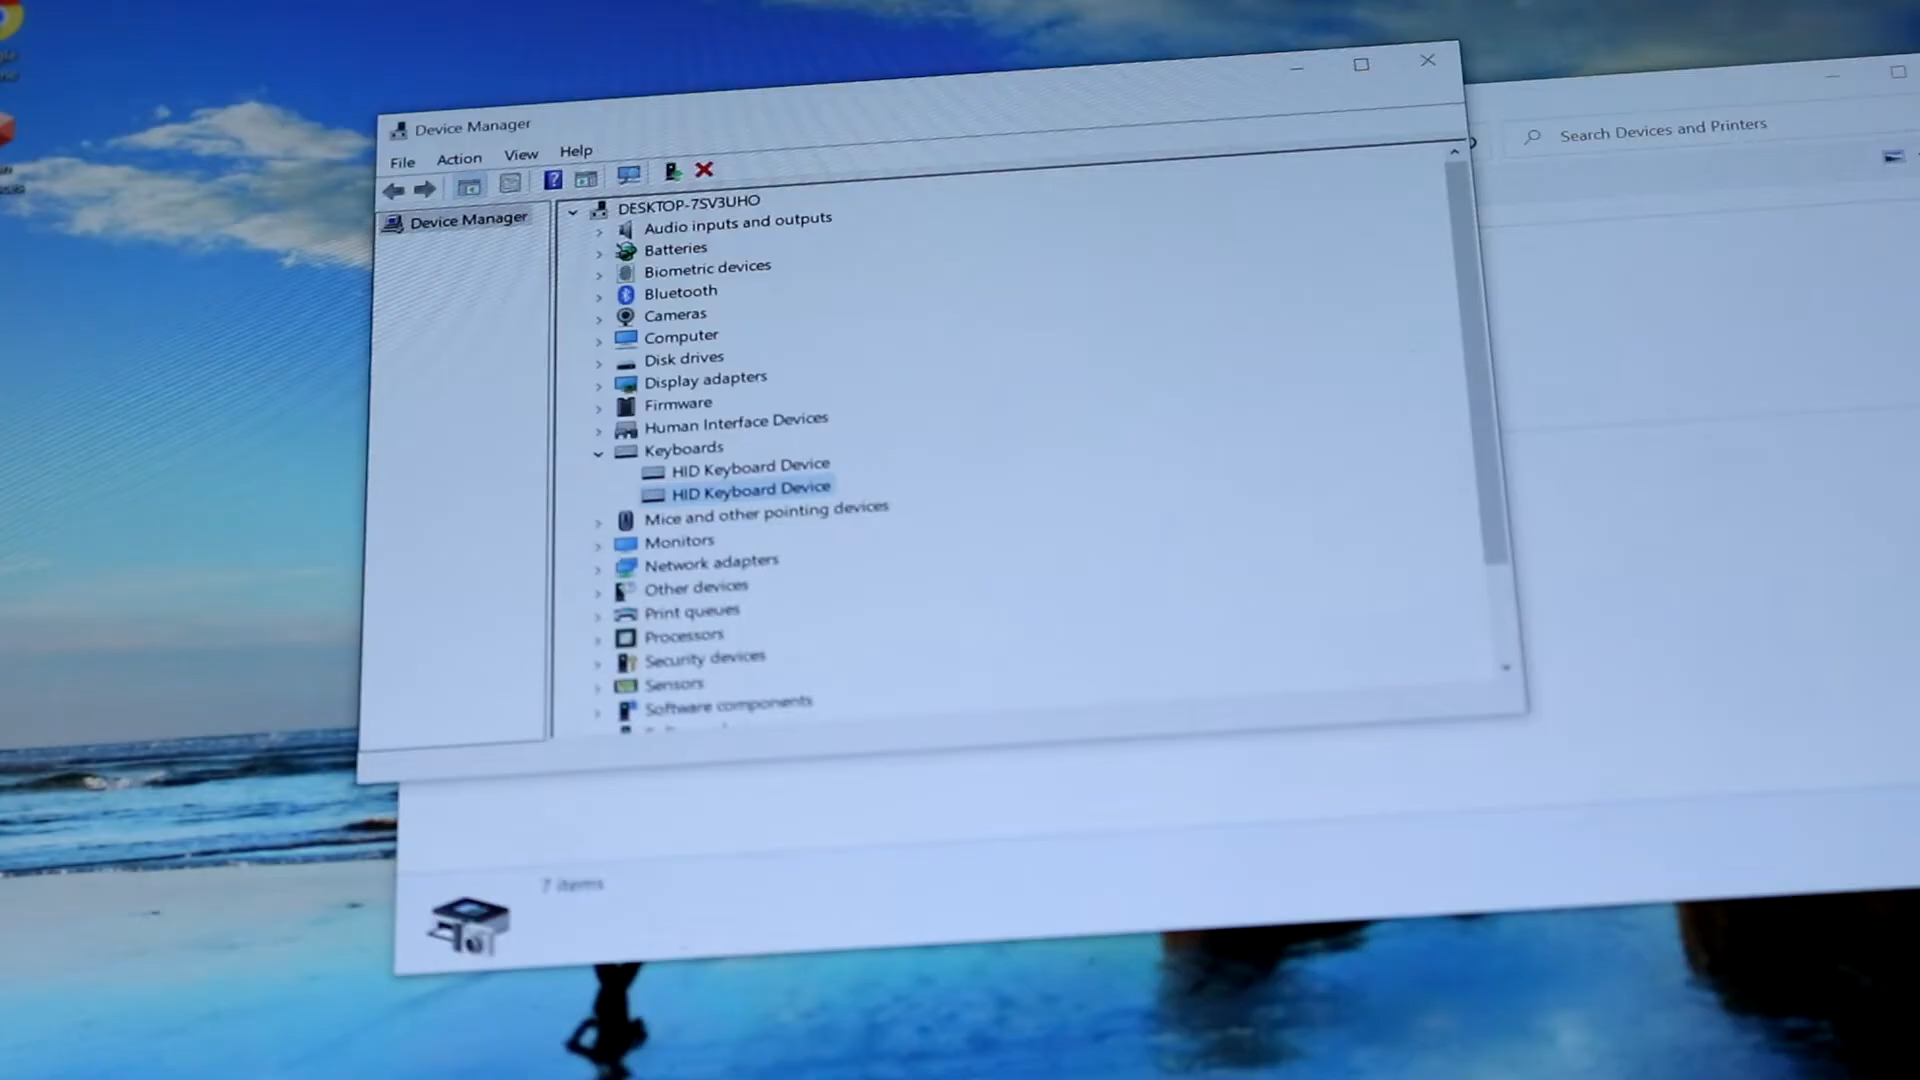 Device Manager
File Action View Help
Search Devices and Printers
Device Manager
DESKTOP-7SV3UHO
Audio inputs and outputs
Batteries
Biometric devices
Bluetooth
Cameras
Computer
Disk drives
Display adapters
Firmware
Human Interface Devices
Keyboards
HID Keyboard Device
HID Keyboard Device
Mice and other pointing devices
Monitors
Network adapters
Other devices
Print queues
Processors
Security devices
Sensors
Software components
7 items